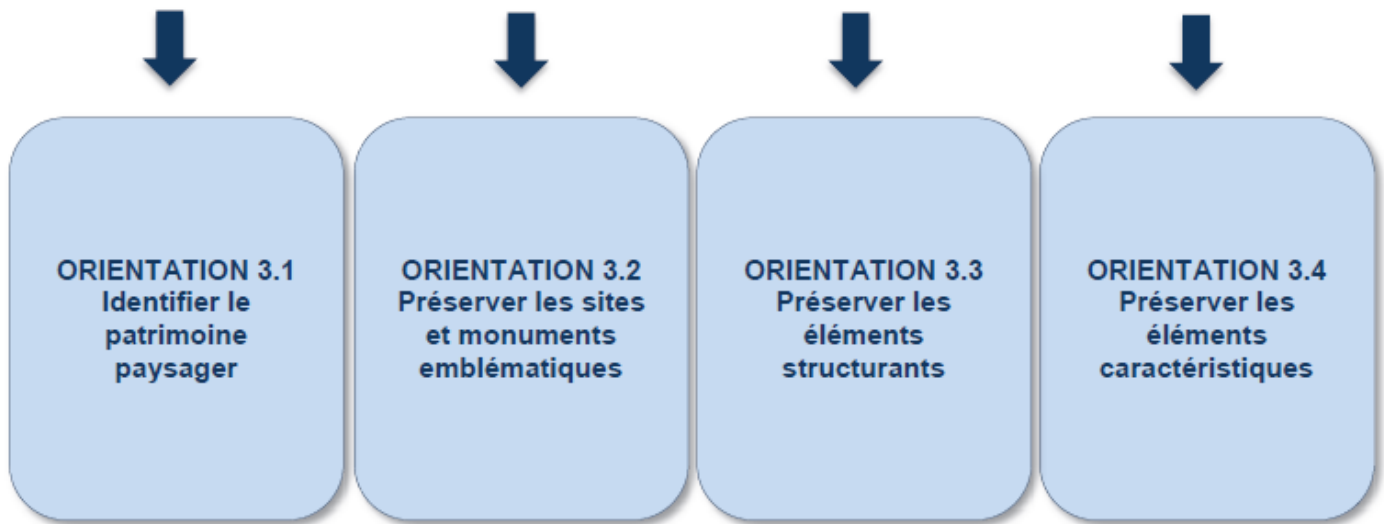 ORIENTATION 3.1
Identifier le
patrimoine
paysager
ORIENTATION 3.2
Préserver les sites
et monuments
emblématiques
ORIENTATION 3.3
Préserver les
éléments
structurants
ORIENTATION 3.4
Préserver les
éléments
caractéristiques